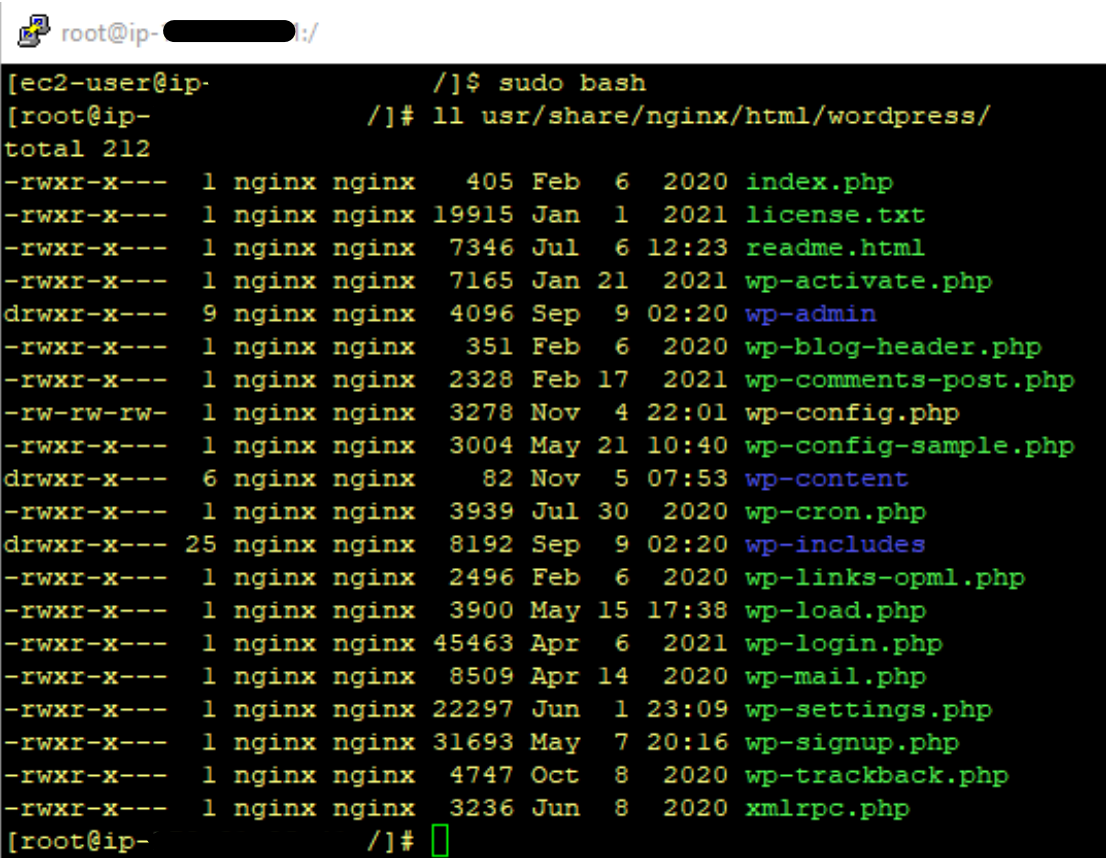 root@ip- l:/
[ec2-user@ip- /]$ sudo bash
[root@ip- /]# ll usr/share/nginx/html/wordpress/
total 212
-rwxr-x--- 1 nginx nginx 405 Feb 6 2020 index.php
-rwxr-x--- 1 nginx nginx 19915 Jan 1 2021 license.txt
-rwxr-x--- 1 nginx nginx 7346 Jul 6 12:23 readme.html
-rwxr-x--- 1 nginx nginx 7165 Jan 21 2021 wp-activate.php
drwxr-x--- 9 nginx nginx 4096 Sep 9 02:20 wp-admin
-rwxr-x--- 1 nginx nginx 351 Feb 6 2020 wp-blog-header.php
-rwxr-x--- 1 nginx nginx 2328 Feb 17 2021 wp-comments-post.php
-rw-rw-rw- 1 nginx nginx 3278 Nov 4 22:01 wp-config.php
-rwxr-x--- 1 nginx nginx 3004 May 21 10:40 wp-config-sample.php
drwxr-x--- 6 nginx nginx 82 Nov 5 07:53 wp-content
-rwxr-x--- 1 nginx nginx 3939 Jul 30 2020 wp-cron.php
drwxr-x--- 25 nginx nginx 8192 Sep 9 02:20 wp-includes
-rwxr-x--- 1 nginx nginx 2496 Feb 6 2020 wp-links-opml.php
-rwxr-x--- 1 nginx nginx 3900 May 15 17:38 wp-load.php
-rwxr-x--- 1 nginx nginx 45463 Apr 6 2021 wp-login.php
-rwxr-x--- 1 nginx nginx 8509 Apr 14 2020 wp-mail.php
-rwxr-x--- 1 nginx nginx 22297 Jun 1 23:09 wp-settings.php
-rwxr-x--- 1 nginx nginx 31693 May 7 20:16 wp-signup.php
-rwxr-x--- 1 nginx nginx 4747 Oct 8 2020 wp-trackback.php
-rwxr-x--- 1 nginx nginx 3236 Jun 8 2020 xmlrpc.php
[root@ip- /]#